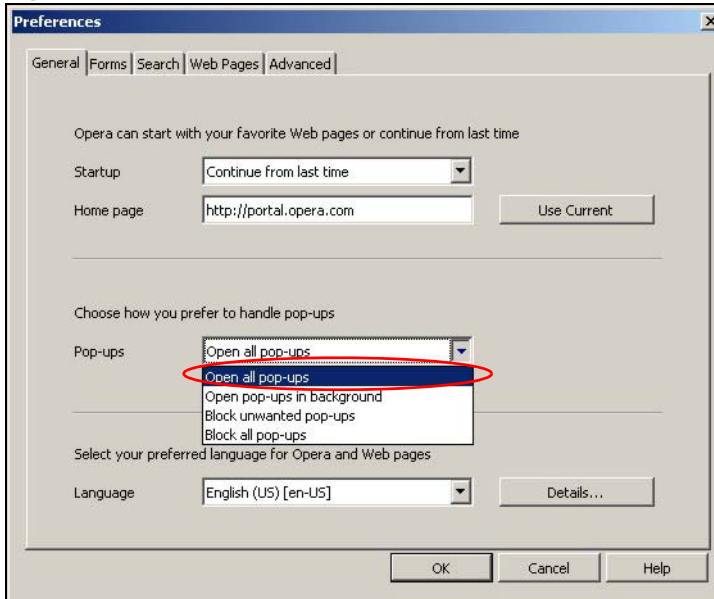 Preferences
General Forms Search Web Pages Advanced
Opera can start with your favorite Web pages or continue from last time
Startup Continue from last time
Home page http://portal.opera.com Use Current
Choose how you prefer to handle pop-ups
Pop-ups Open all pop-ups
Open all pop-ups
Open pop-ups in background
Block unwanted pop-ups
Block all pop-ups
Select your preferred language for Opera and Web pages
Language English (US) [en-US] Details...
OK Cancel Help